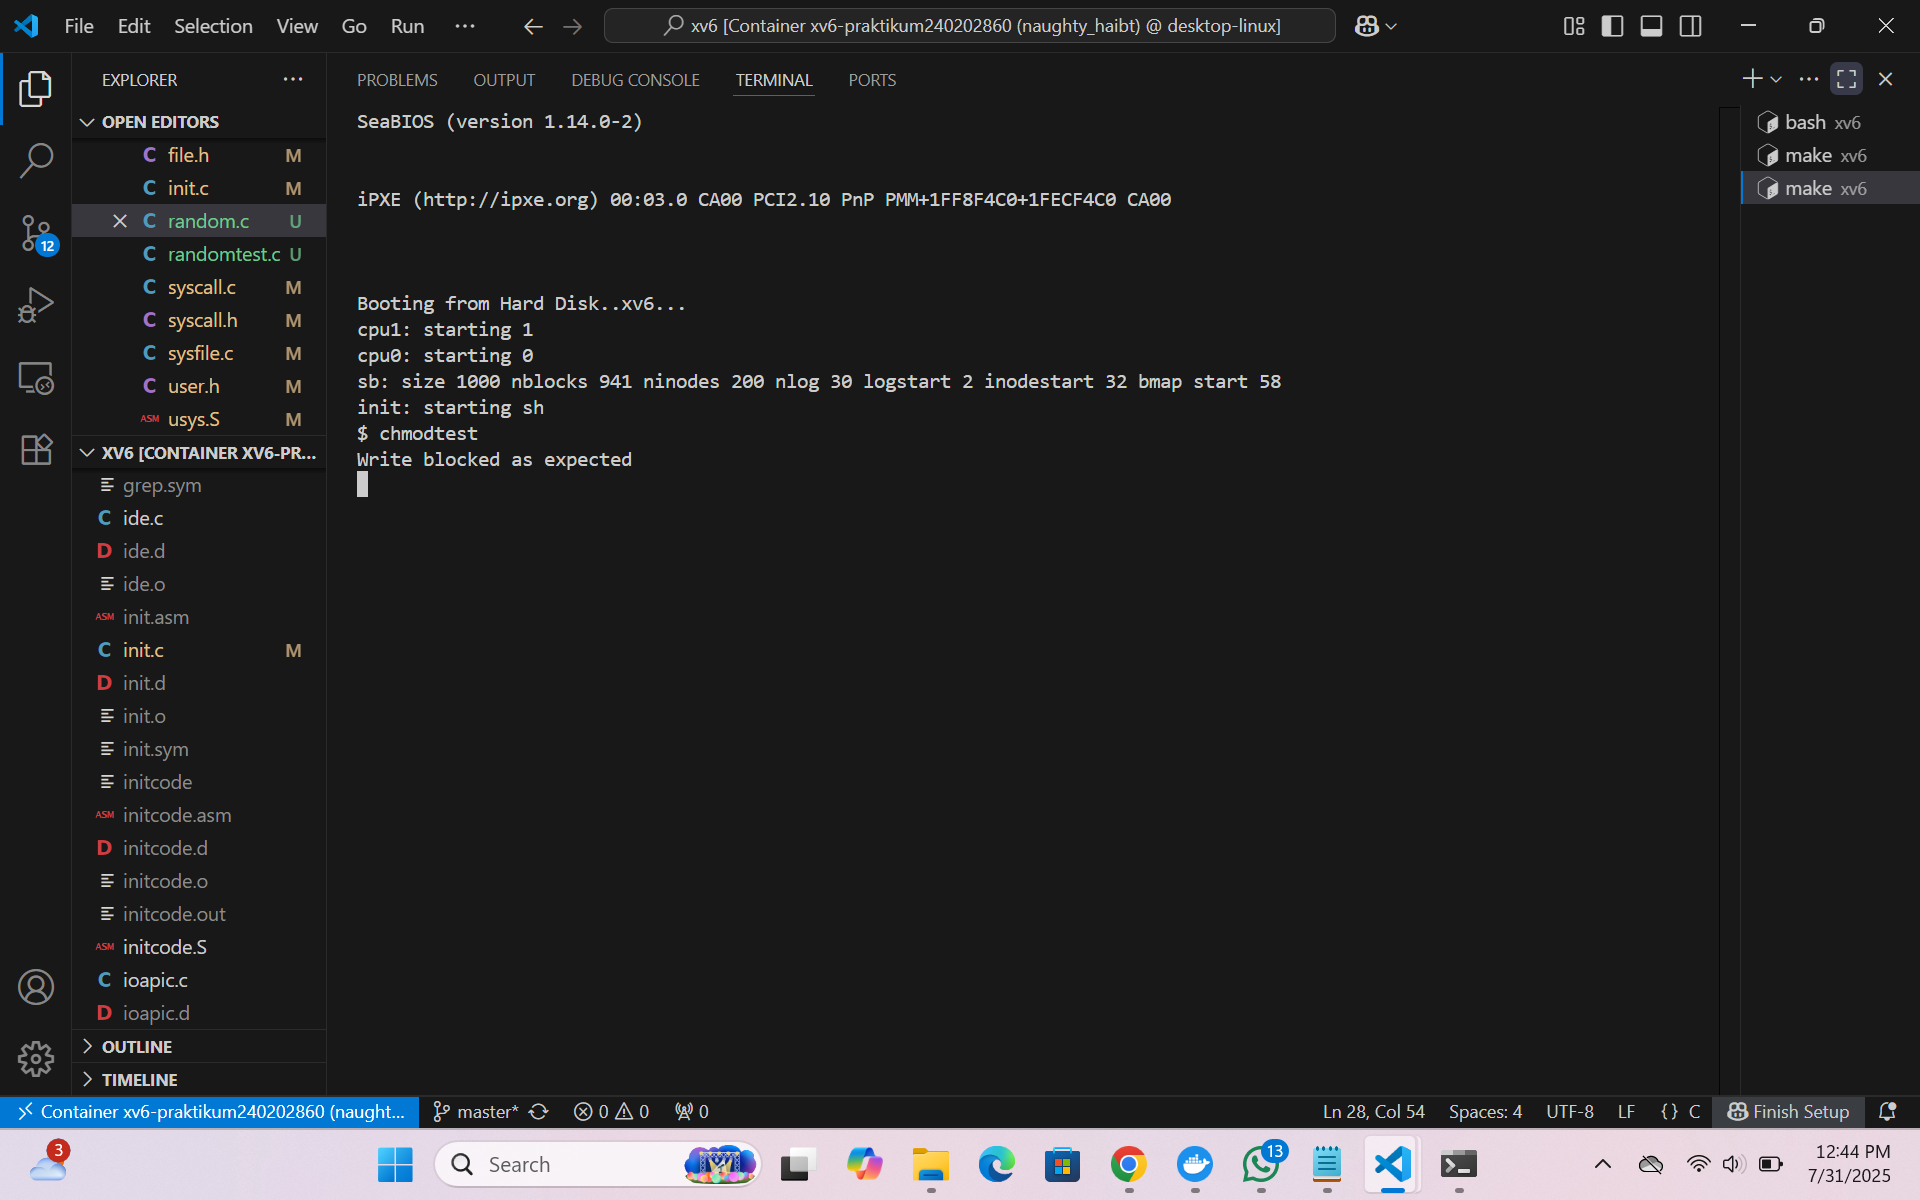 File Edit Selection View Go Run ...
xv6 [Container xv6-praktikum240202860 (naughty_haibt) @ desktop-linux]
EXPLORER
OPEN EDITORS
C file.h M
C init.c M
C random.c U
C randomtest.c U
C syscall.c M
C syscall.h M
C sysfile.c M
C user.h M
ASM usys.S M
XV6 [CONTAINER XV6-PR...
grep.sym
C ide.c
D ide.d
ide.o
ASM init.asm
C init.c M
D init.d
init.o
init.sym
initcode
ASM initcode.asm
D initcode.d
initcode.o
initcode.out
ASM initcode.S
C ioapic.c
D ioapic.d
OUTLINE
TIMELINE
12
PROBLEMS OUTPUT DEBUG CONSOLE TERMINAL PORTS
SeaBIOS (version 1.14.0-2)
iPXE (http://ipxe.org) 00:03.0 CA00 PCI2.10 PnP PMM+1FF8F4C0+1FECF4C0 CA00
Booting from Hard Disk..xv6...
cpu1: starting 1
cpu0: starting 0
sb: size 1000 nblocks 941 ninodes 200 nlog 30 logstart 2 inodestart 32 bmap start 58
init: starting sh
$ chmodtest
Write blocked as expected
bash xv6
make xv6
make xv6
Container xv6-praktikum240202860 (naught... master* 0 0 0 Ln 28, Col 54 Spaces: 4 UTF-8 LF {} C Finish Setup
3
Search
13
12:44 PM
7/31/2025